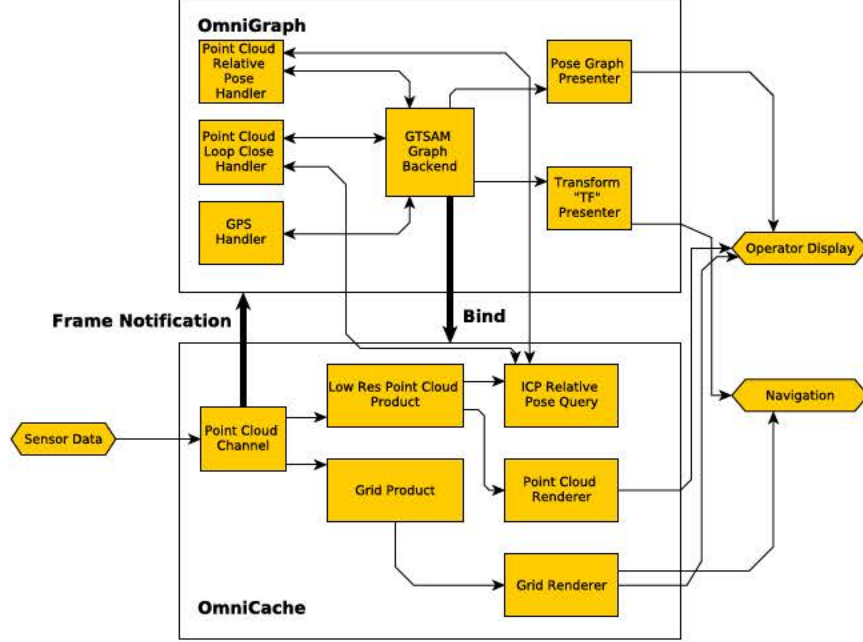 OmniGraph
Point Cloud
Relative
Pose
Handler
Point Cloud
Loop Close
Handler
GPS
Handler
GTSAM
Graph
Backend
Pose Graph
Presenter
Transform
"TF"
Presenter
Operator Display
Frame Notification
Bind
Low Res Point Cloud
Product
ICP Relative
Pose Query
Navigation
Sensor Data
Point Cloud
Channel
Grid Product
Point Cloud
Renderer
Grid Renderer
OmniCache